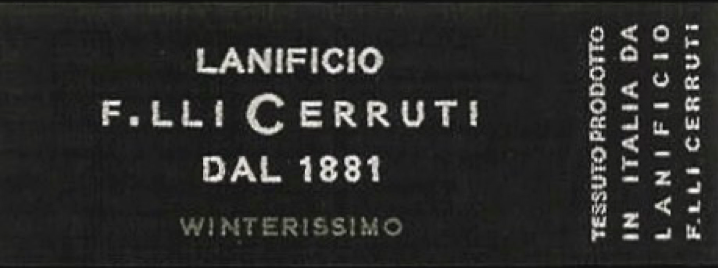 LANIFICIO
F.LLI CERRUTI
DAL 1881
WINTERISSIMO
TESSUTO PRODOTTO
IN ITALIA DA
LANIFICIO
F.LLI CERRUTI